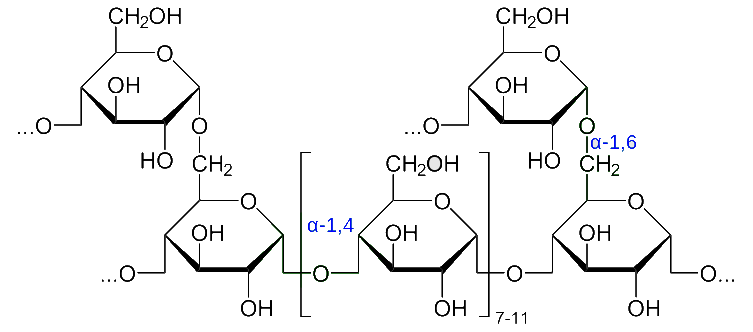 CH2OH CH2OH
O O
OH OH
...O O ...O O
HO HO α-1,6
CH2 CH2OH CH2
O O O
OH α-1,4 OH OH
...O O O O...
OH OH OH
7-11